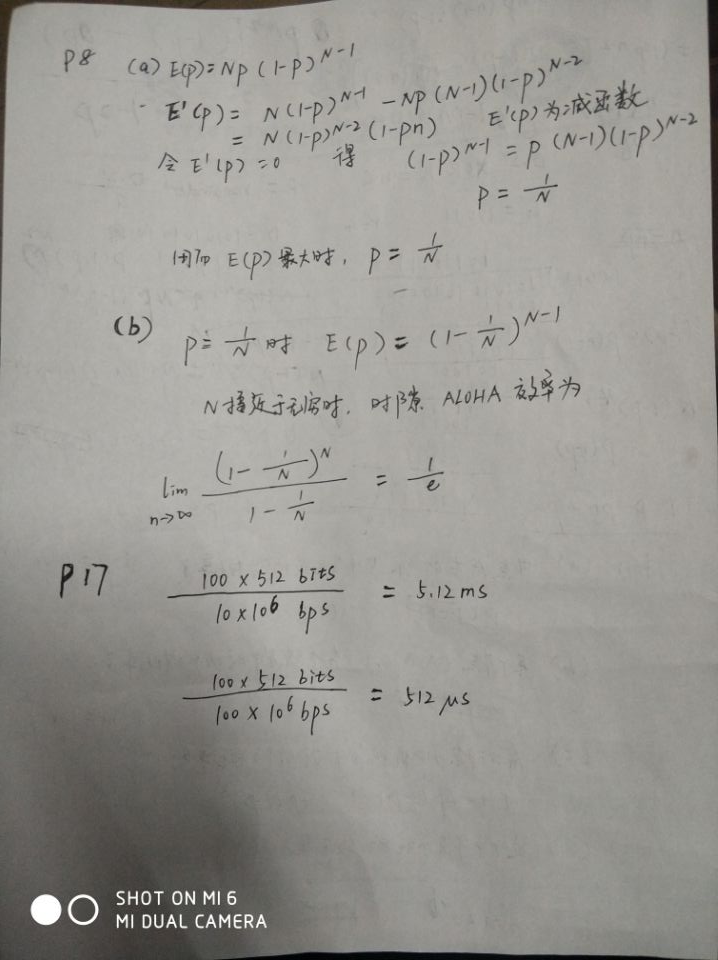 P8 (a) E(p)=Np(1-p)^{N-1}
E'(p)= N(1-p)^{N-1} - Np(N-1)(1-p)^{N-2}
= N(1-p)^{N-2}(1-pn) E'(p)为减函数
令 E'(p)=0 得 (1-p)^{N-1} = p(N-1)(1-p)^{N-2}
p = 1/N
因而 E(p)最大时, p = 1/N
(b) p = 1/N 时 E(p) = (1-1/N)^{N-1}
N接近于无穷时, 时隙 ALOHA 效率为
lim n→∞ (1-1/N)^N / (1-1/N) = 1/e
P17 100×512 bits / 10×10^6 bps = 5.12ms
100×512 bits / 100×10^6 bps = 512 μs
SHOT ON MI 6
MI DUAL CAMERA